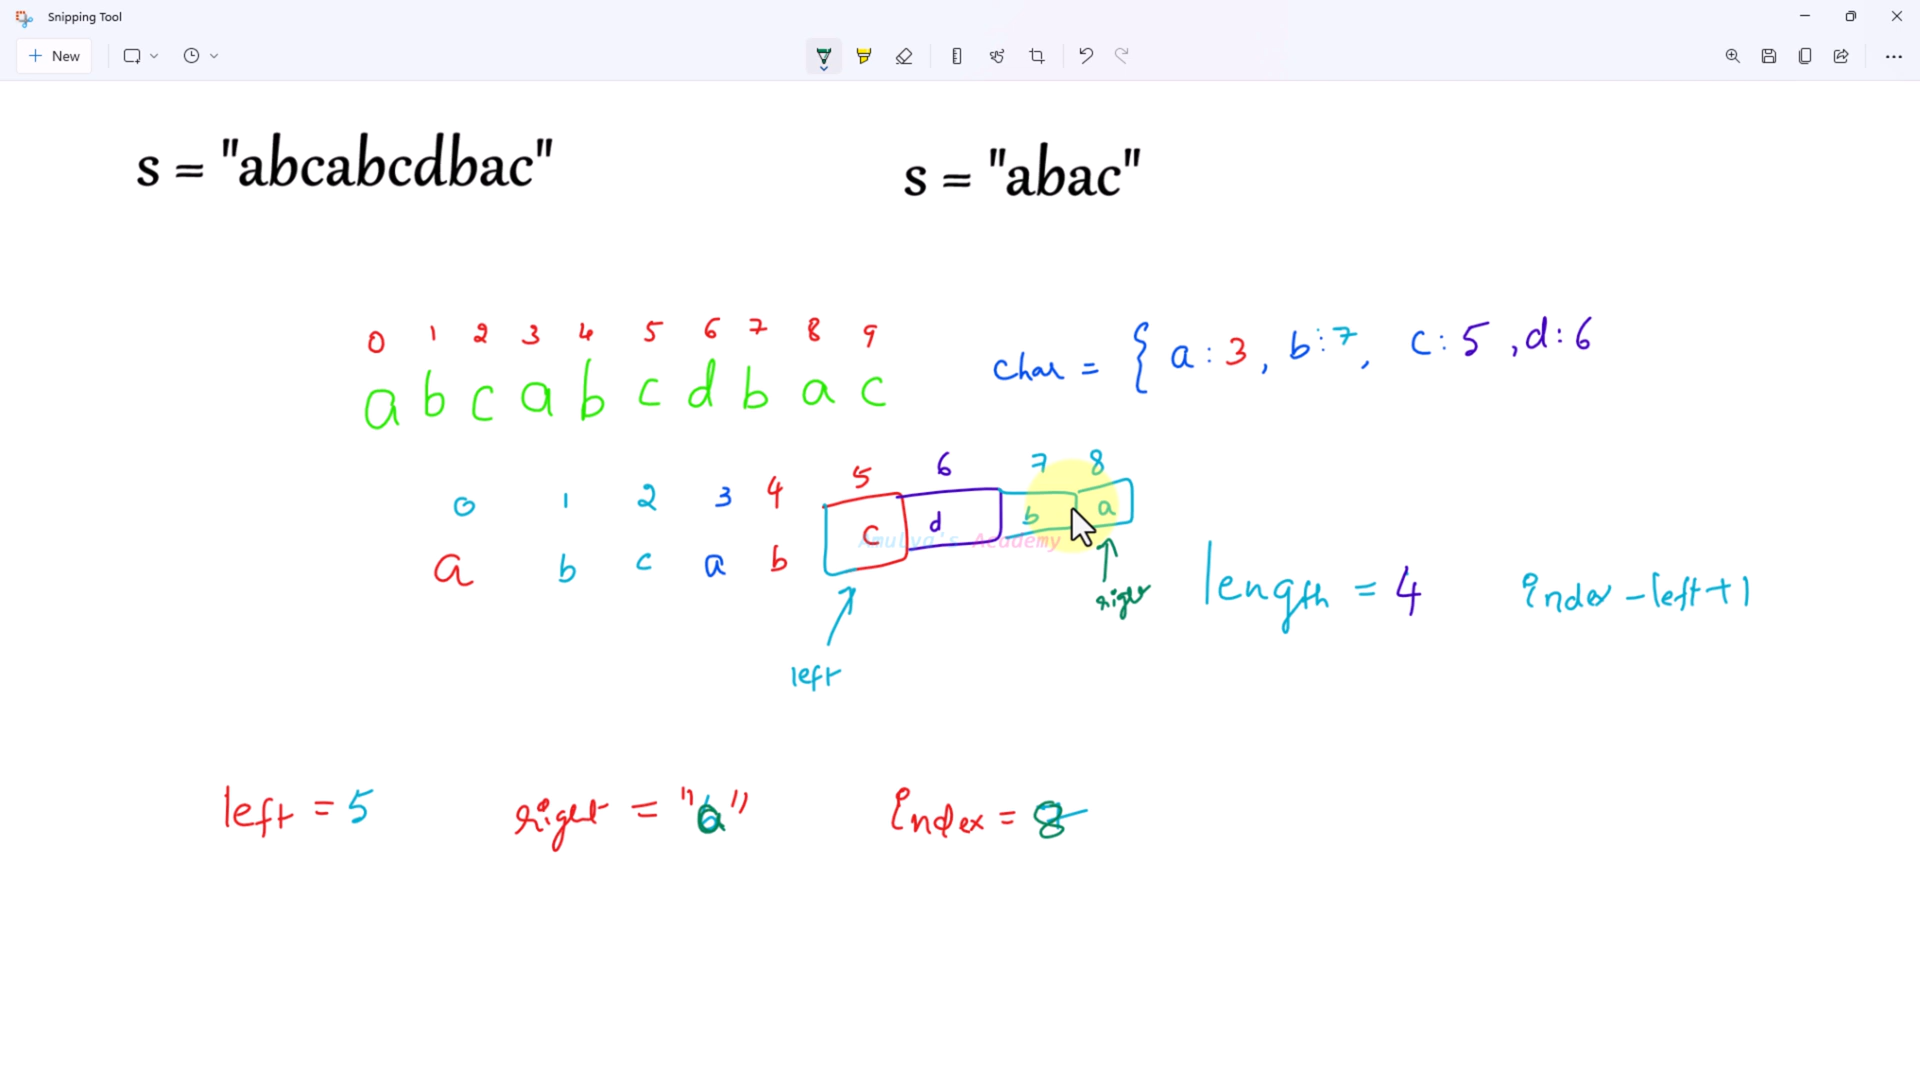 Snipping Tool
New
s = "abcabcdbac"
s = "abac"
0 1 2 3 4 5 6 7 8 9
a b c a b c d b a c
char = { a : 3 , b : 7 , c : 5 , d : 6
0 1 2 3 4 5 6 7 8
a b c a b c d b a
Amulya's Academy
right
length = 4
index - left + 1
left
left = 5
right = "a"
index = 8